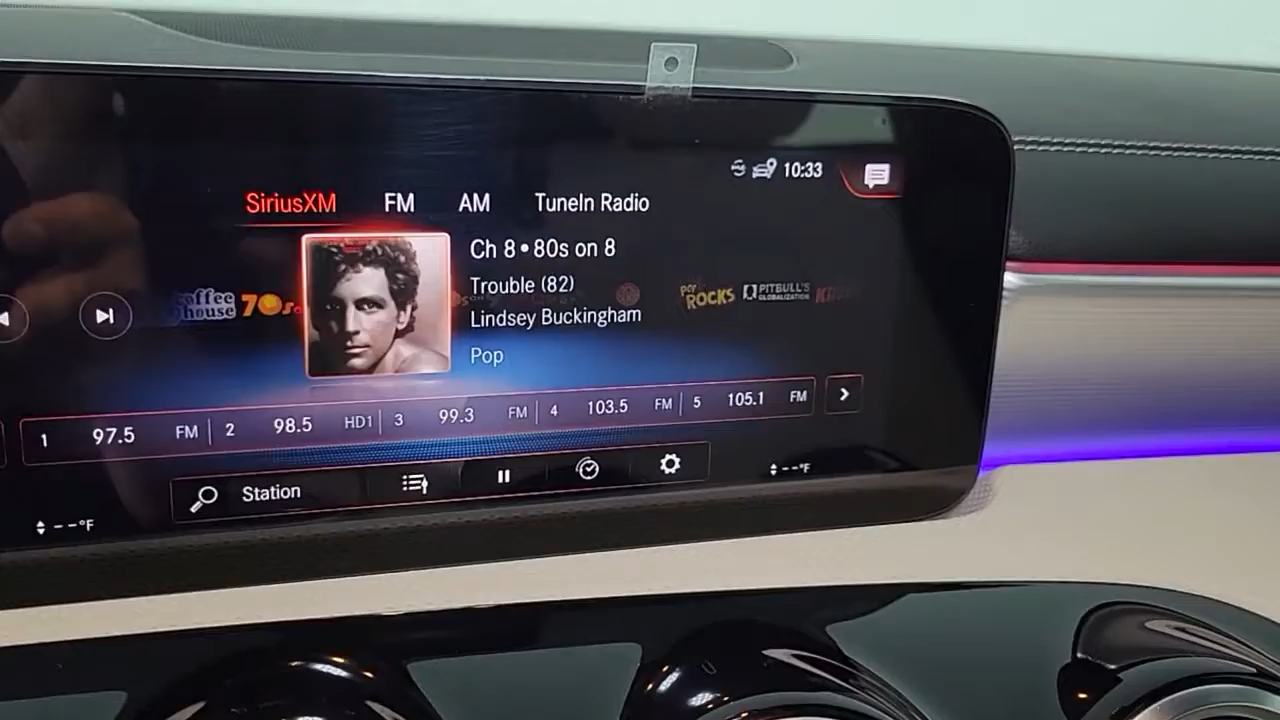 10:33
SiriusXM FM AM TuneIn Radio
Ch 8•80s on 8
Trouble (82)
Lindsey Buckingham
Pop
coffee house
70s
POP ROCKS
PITBULL'S GLOBALIZATION
1 97.5 FM 2 98.5 HD1 3 99.3 FM 4 103.5 FM 5 105.1 FM
Station
--°F
--°F